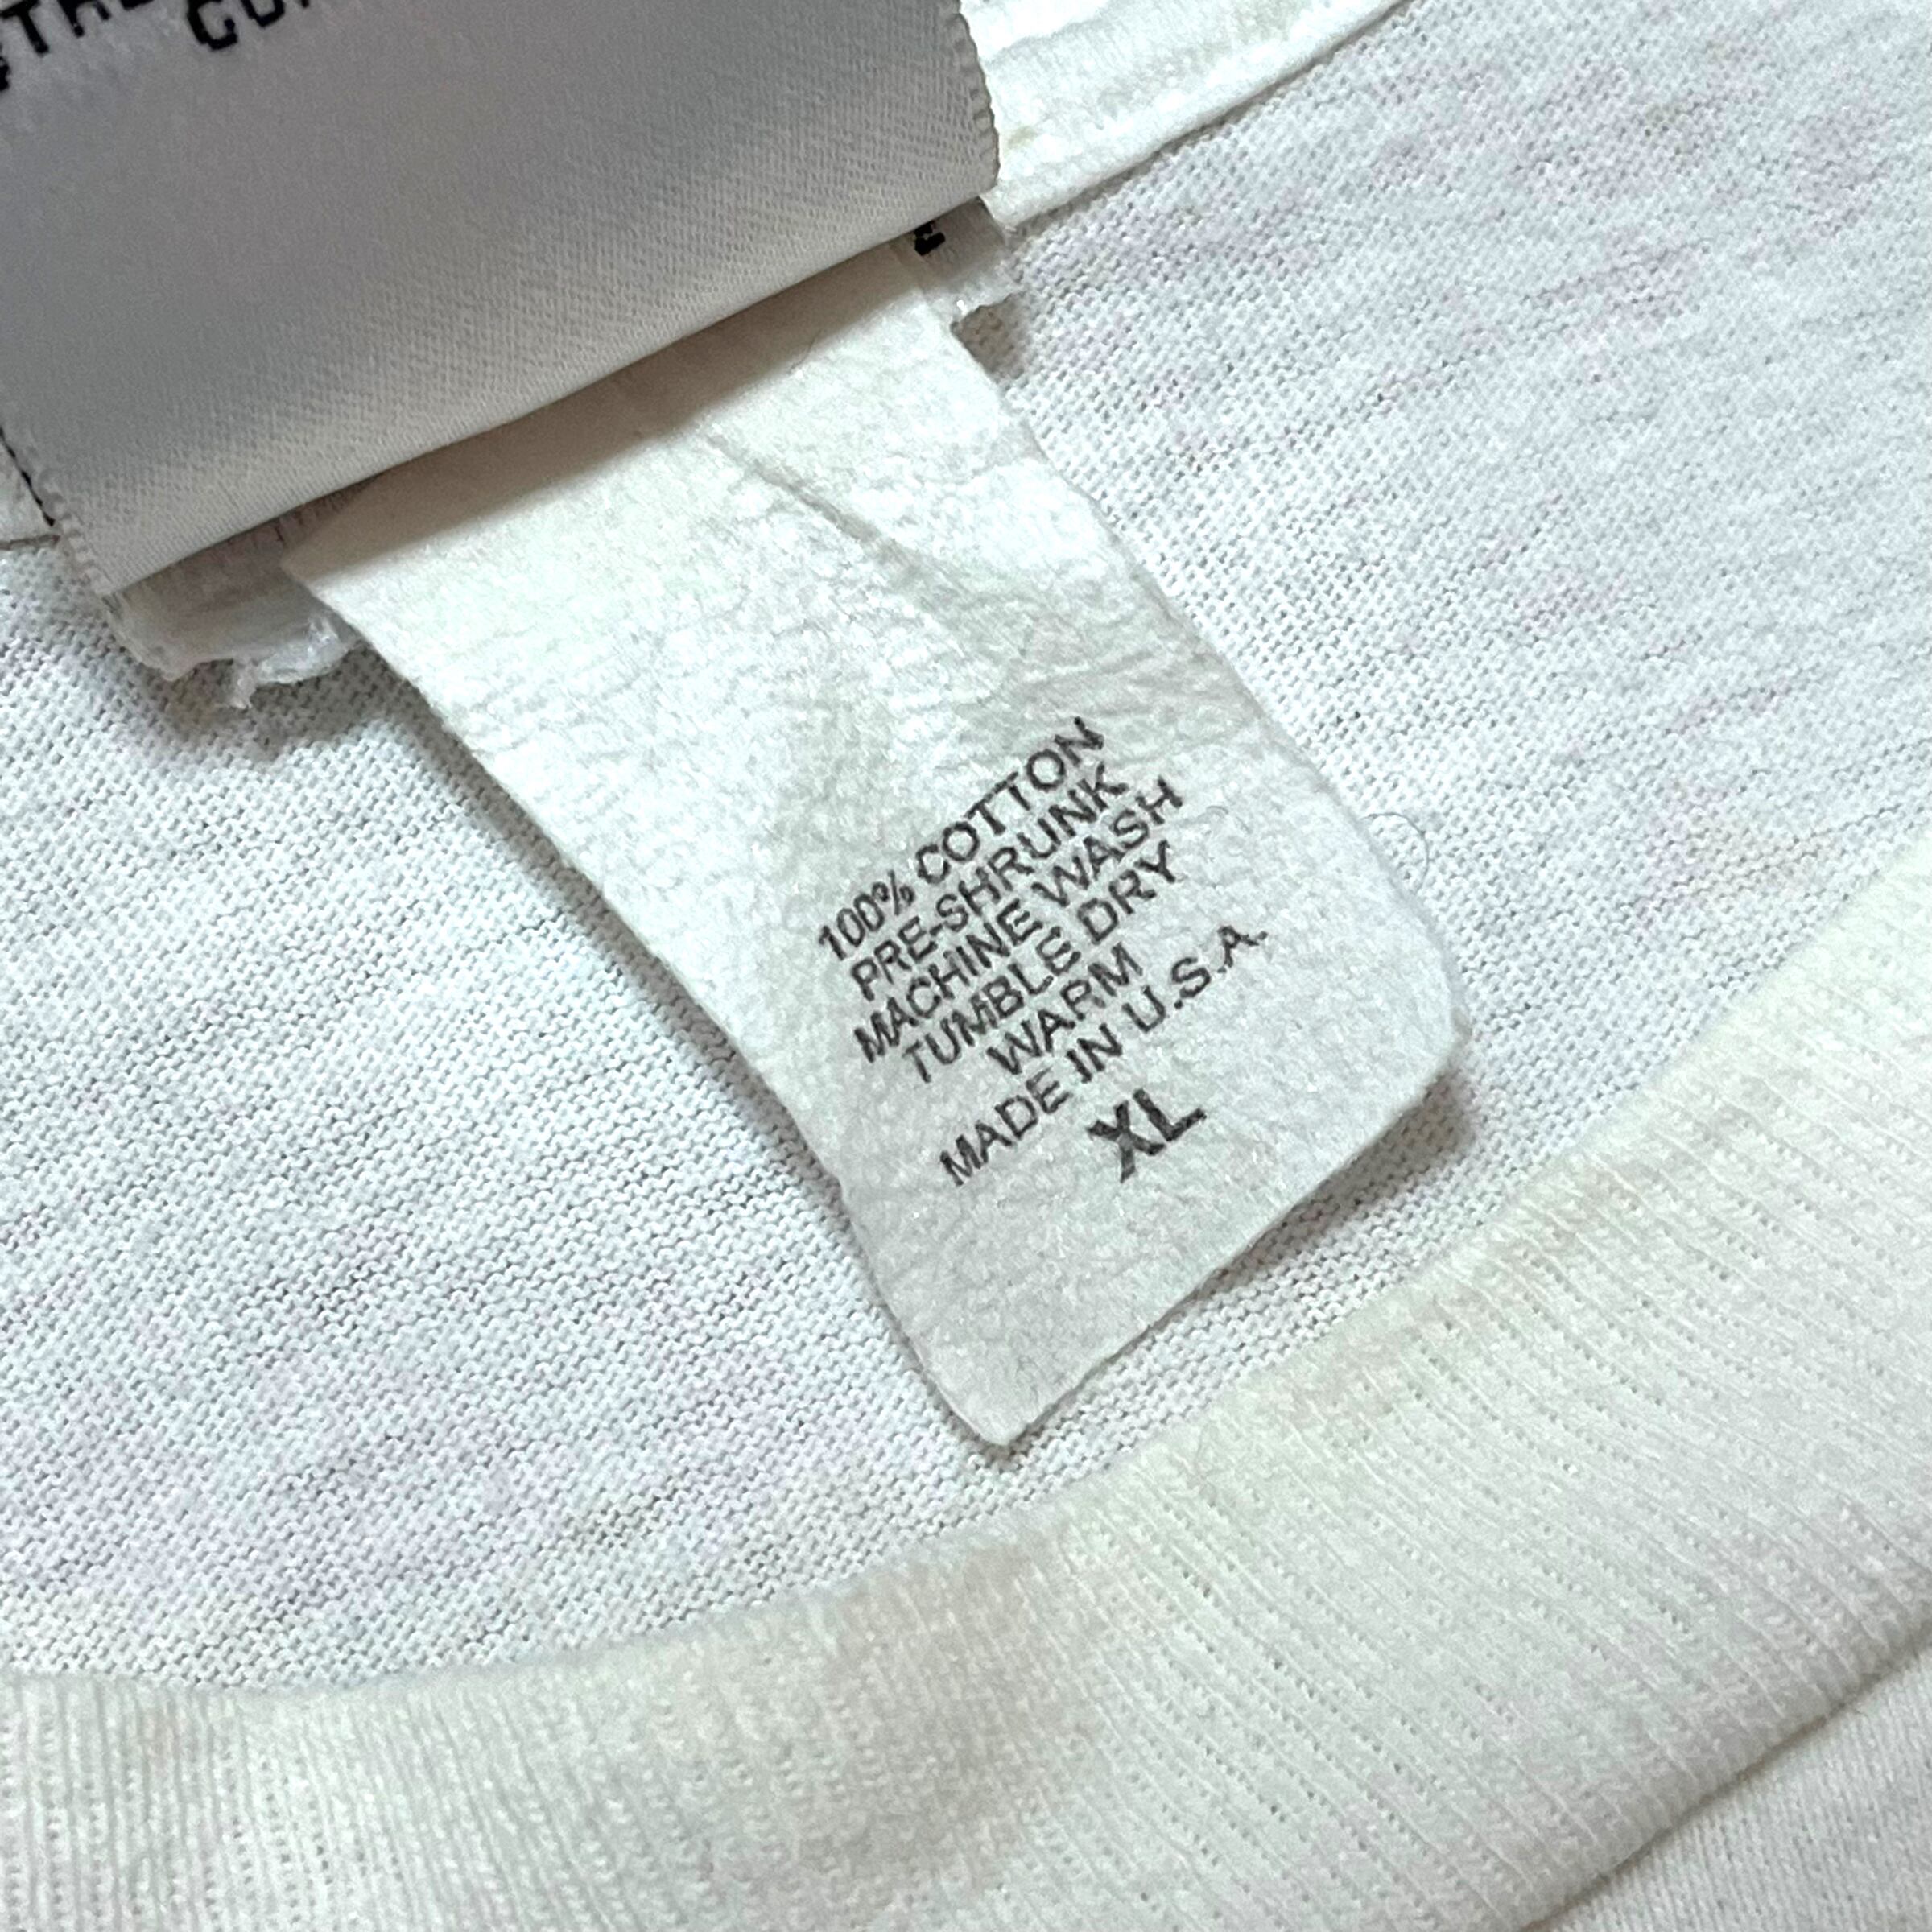 100% COTTON
PRE-SHRUNK
MACHINE WASH
TUMBLE DRY
WARM
MADE IN U.S.A.
XL